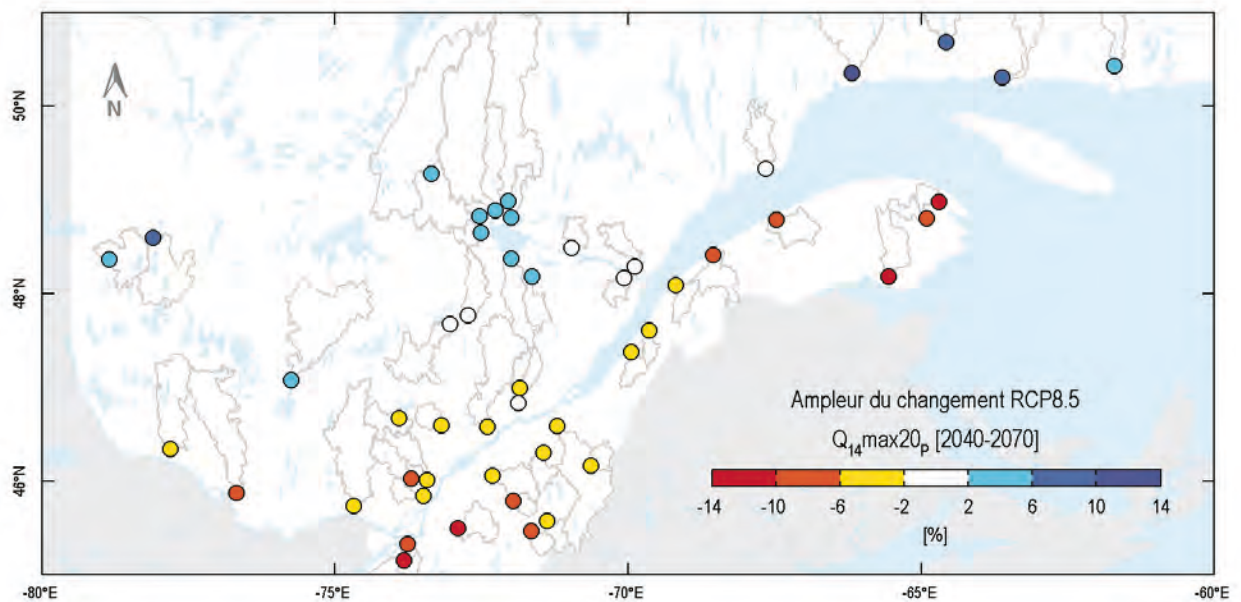 50°N
48°N
46°N
N
Ampleur du changement RCP8.5
Q₁₄max20ₚ [2040-2070]
-14 -10 -6 -2 2 6 10 14
[%]
-80°E -75°E -70°E -65°E -60°E